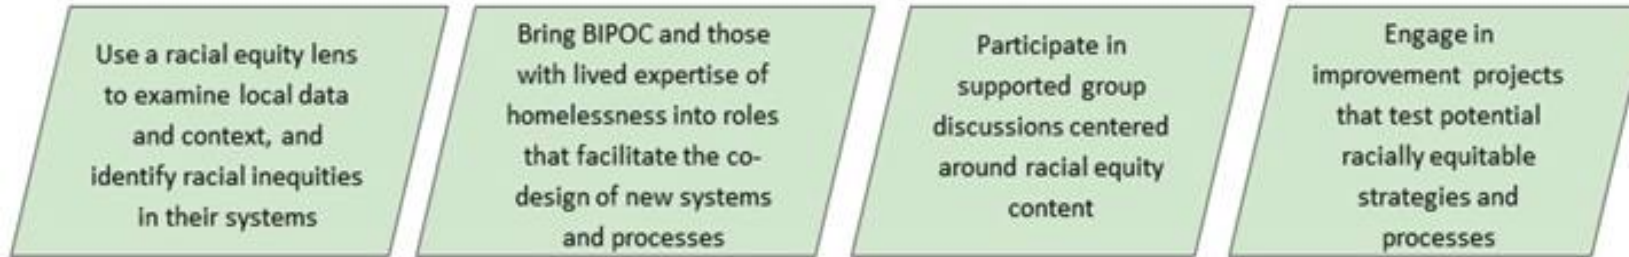 Use a racial equity lens
to examine local data
and context, and
identify racial inequities
in their systems
Bring BIPOC and those
with lived expertise of
homelessness into roles
that facilitate the co-
design of new systems
and processes
Participate in
supported group
discussions centered
around racial equity
content
Engage in
improvement projects
that test potential
racially equitable
strategies and
processes